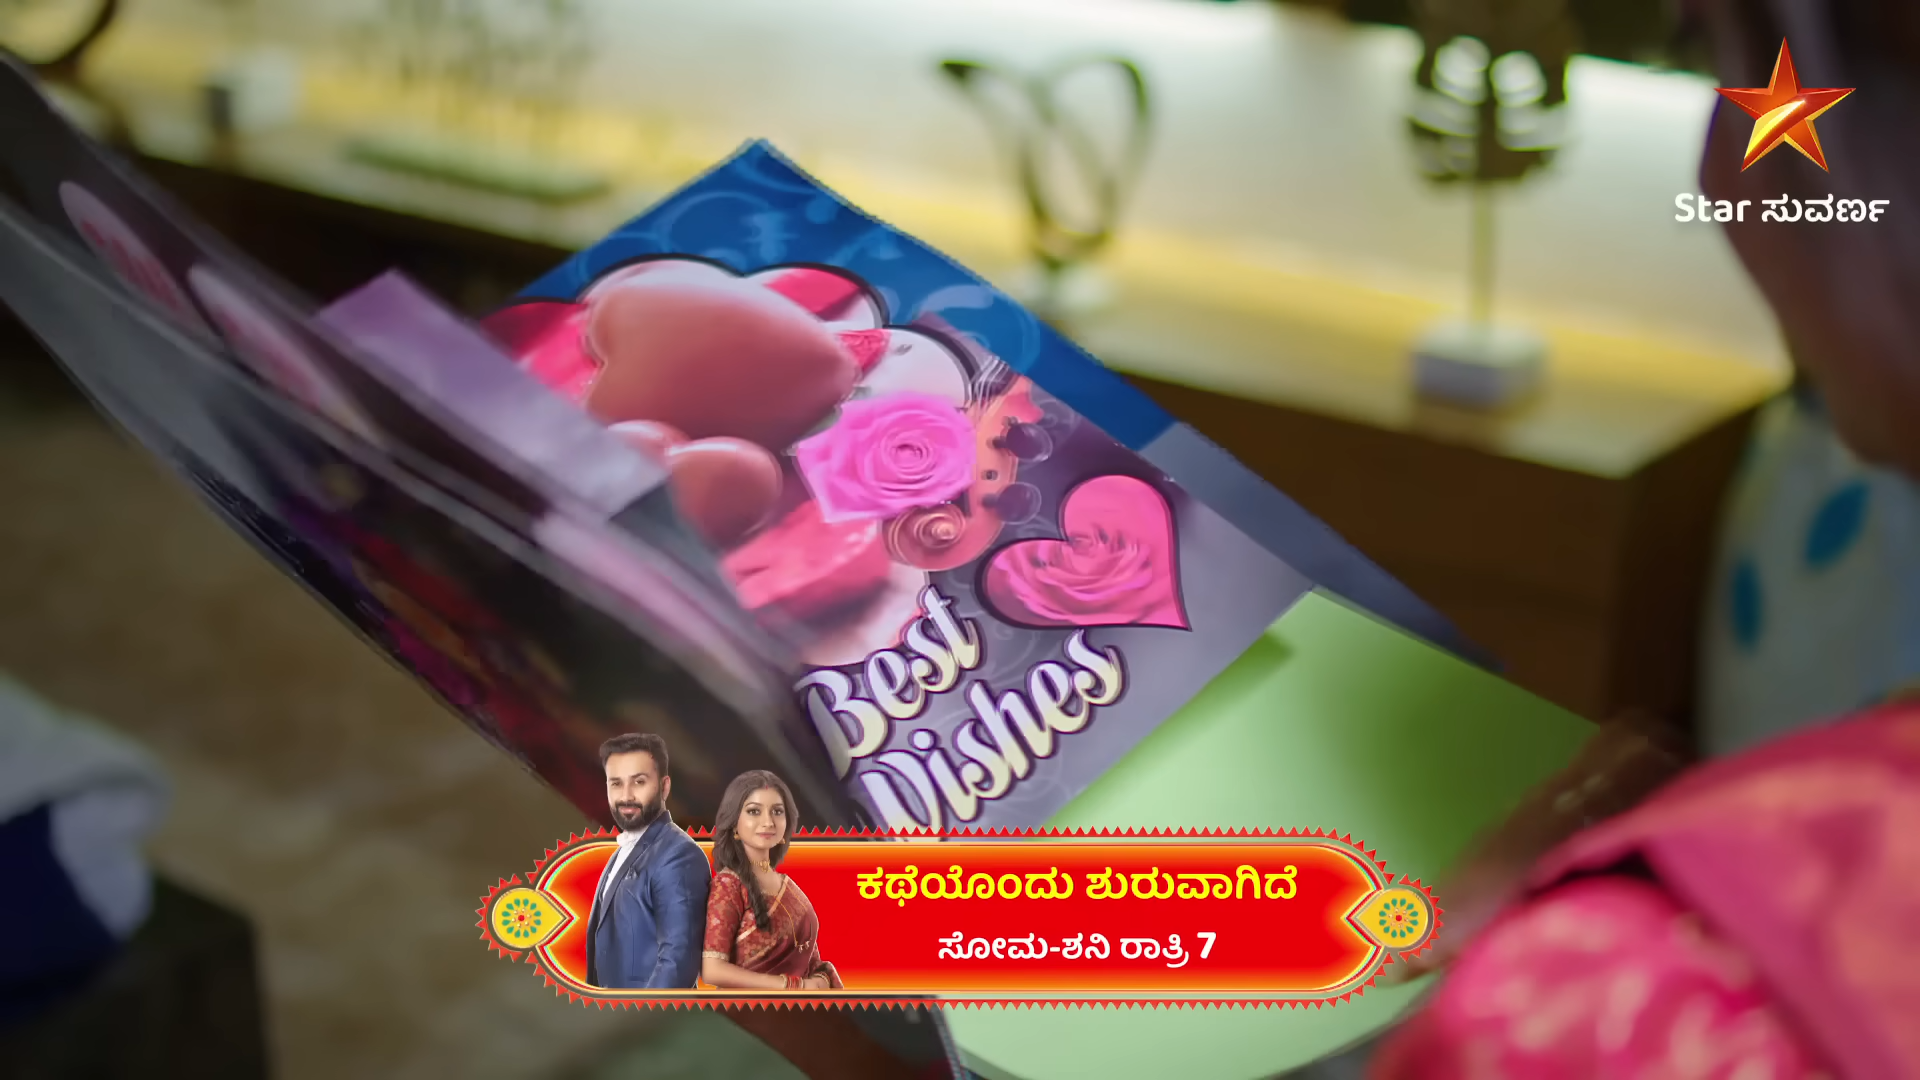 Star ಸುವರ್ಣ
Best
Wishes
ಕಥೆಯೊಂದು ಶುರುವಾಗಿದೆ
ಸೋಮ-ಶನಿ ರಾತ್ರಿ 7